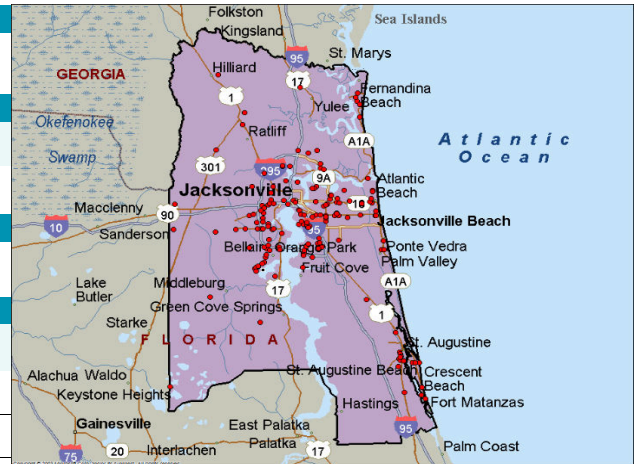 Folkston
Kingsland
Sea Islands
95
St. Marys
GEORGIA
Hilliard
17
Fernandina
Beach
1
Yulee
Okefenokee
Ratliff
A1A
Atlantic
Ocean
Swamp
301
295
9A
Atlantic
Beach
Jacksonville
Macclenny
90
10
10
Jacksonville Beach
Sanderson
95
Bellair
Orange Park
Ponte Vedra
Palm Valley
Fruit Cove
Lake
Butler
Middleburg
17
A1A
Green Cove Springs
1
Starke
FLORIDA
St. Augustine
Alachua
Waldo
St. Augustine Beach
Crescent
Beach
Keystone Heights
Hastings
Fort Matanzas
Gainesville
East Palatka
95
Palatka
75
20
Interlachen
17
Palm Coast